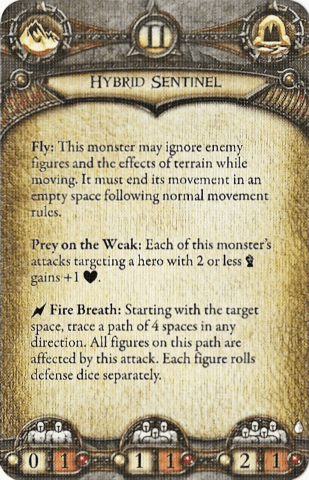 II
HYBRID SENTINEL
Fly: This monster may ignore enemy
figures and the effects of terrain while
moving. It must end its movement in an
empty space following normal movement
rules.
Prey on the Weak: Each of this monster's
attacks targeting a hero with 2 or less
gains +1 .
Fire Breath: Starting with the target
space, trace a path of 4 spaces in any
direction. All figures on this path are
affected by this attack. Each figure rolls
defense dice separately.
0 1 1 1 2 1